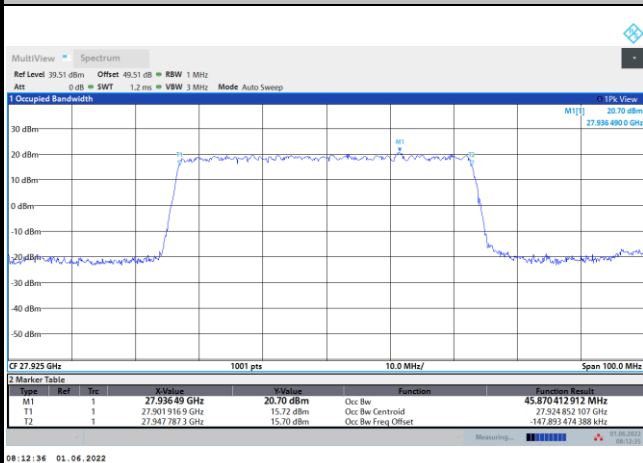 MultiView Spectrum
Ref Level 39.51 dBm Offset 49.51 dB RBW 1 MHz
Att 0 dB SWT 1.2 ms VBW 3 MHz Mode Auto Sweep
1 Occupied Bandwidth 1Pk View
M1[1] 20.70 dBm
27.936 490 0 GHz
30 dBm
M1
20 dBm
T1 T2
10 dBm
0 dBm
-10 dBm
-20 dBm
-30 dBm
-40 dBm
-50 dBm
CF 27.925 GHz 1001 pts 10.0 MHz/ Span 100.0 MHz
2 Marker Table
Type Ref Trc X-Value Y-Value Function Function Result
M1 1 27.936 49 GHz 20.70 dBm Occ Bw 45.870 412 912 MHz
T1 1 27.901 916 9 GHz 15.72 dBm Occ Bw Centroid 27.924 852 107 GHz
T2 1 27.947 787 3 GHz 15.70 dBm Occ Bw Freq Offset -147.893 474 388 kHz
Measuring... 01.06.2022
08:12:35
08:12:36 01.06.2022